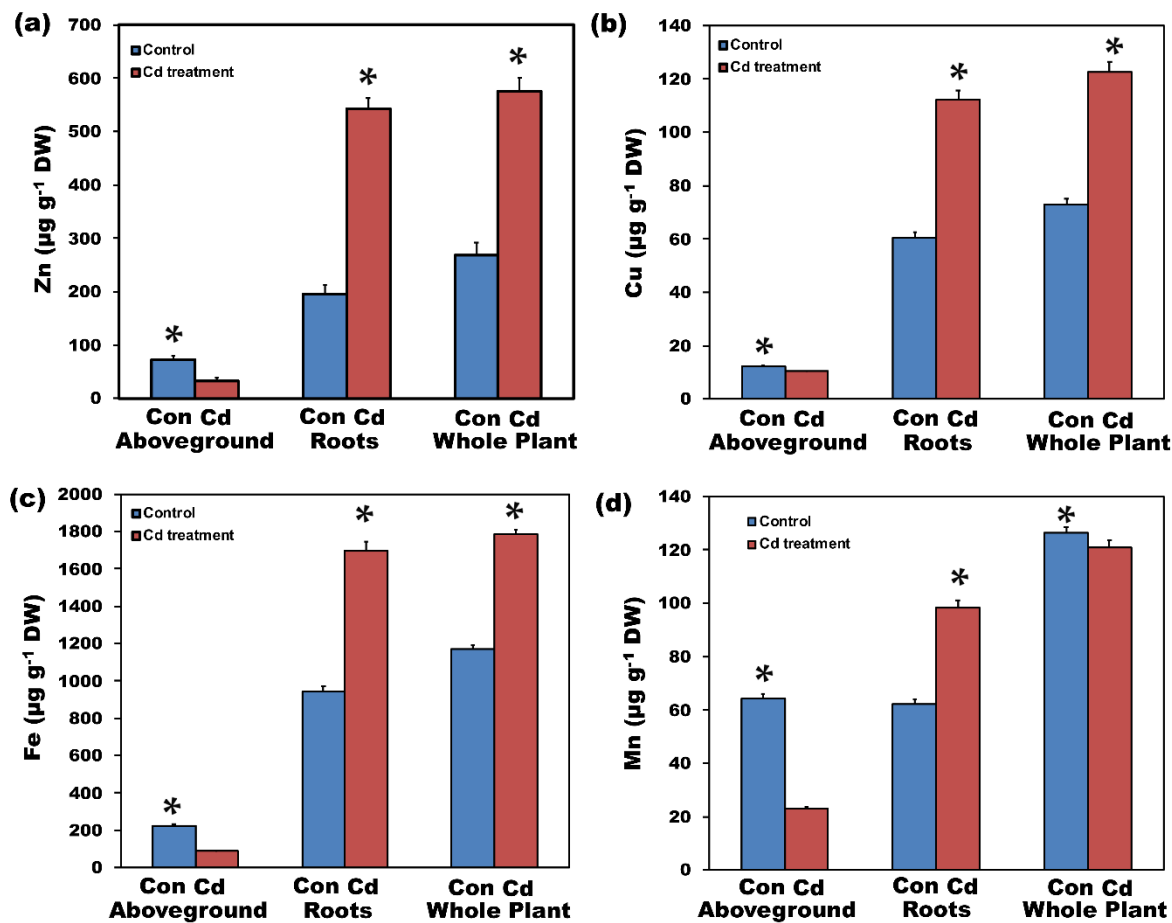 (a)
700
600
500
400
300
200
100
0
Zn (µg g⁻¹ DW)
Control
Cd treatment
*
*
*
Con Cd Con Cd Con Cd
Aboveground Roots Whole Plant
(b)
140
120
100
80
60
40
20
0
Cu (µg g⁻¹ DW)
Control
Cd treatment
*
*
*
Con Cd Con Cd Con Cd
Aboveground Roots Whole Plant
(c)
2000
1800
1600
1400
1200
1000
800
600
400
200
0
Fe (µg g⁻¹ DW)
Control
Cd treatment
*
*
*
Con Cd Con Cd Con Cd
Aboveground Roots Whole Plant
(d)
140
120
100
80
60
40
20
0
Mn (µg g⁻¹ DW)
Control
Cd treatment
*
*
*
Con Cd Con Cd Con Cd
Aboveground Roots Whole Plant